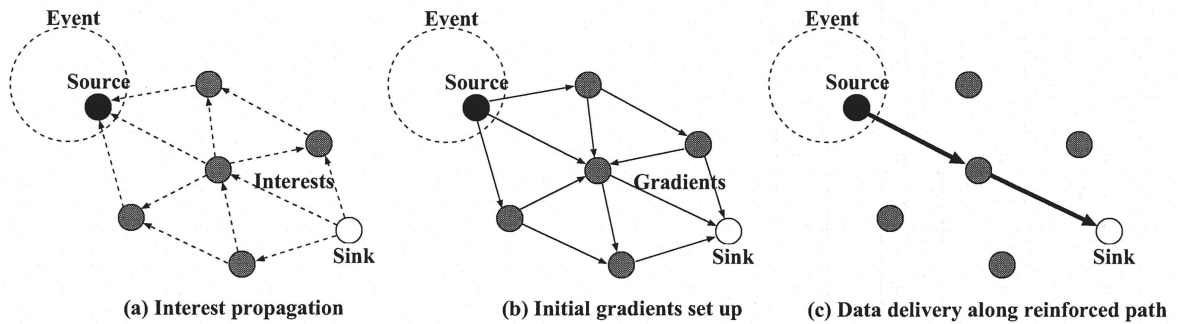 Event
Source
Interests
Sink
(a) Interest propagation
Event
Source
Gradients
Sink
(b) Initial gradients set up
Event
Source
Sink
(c) Data delivery along reinforced path